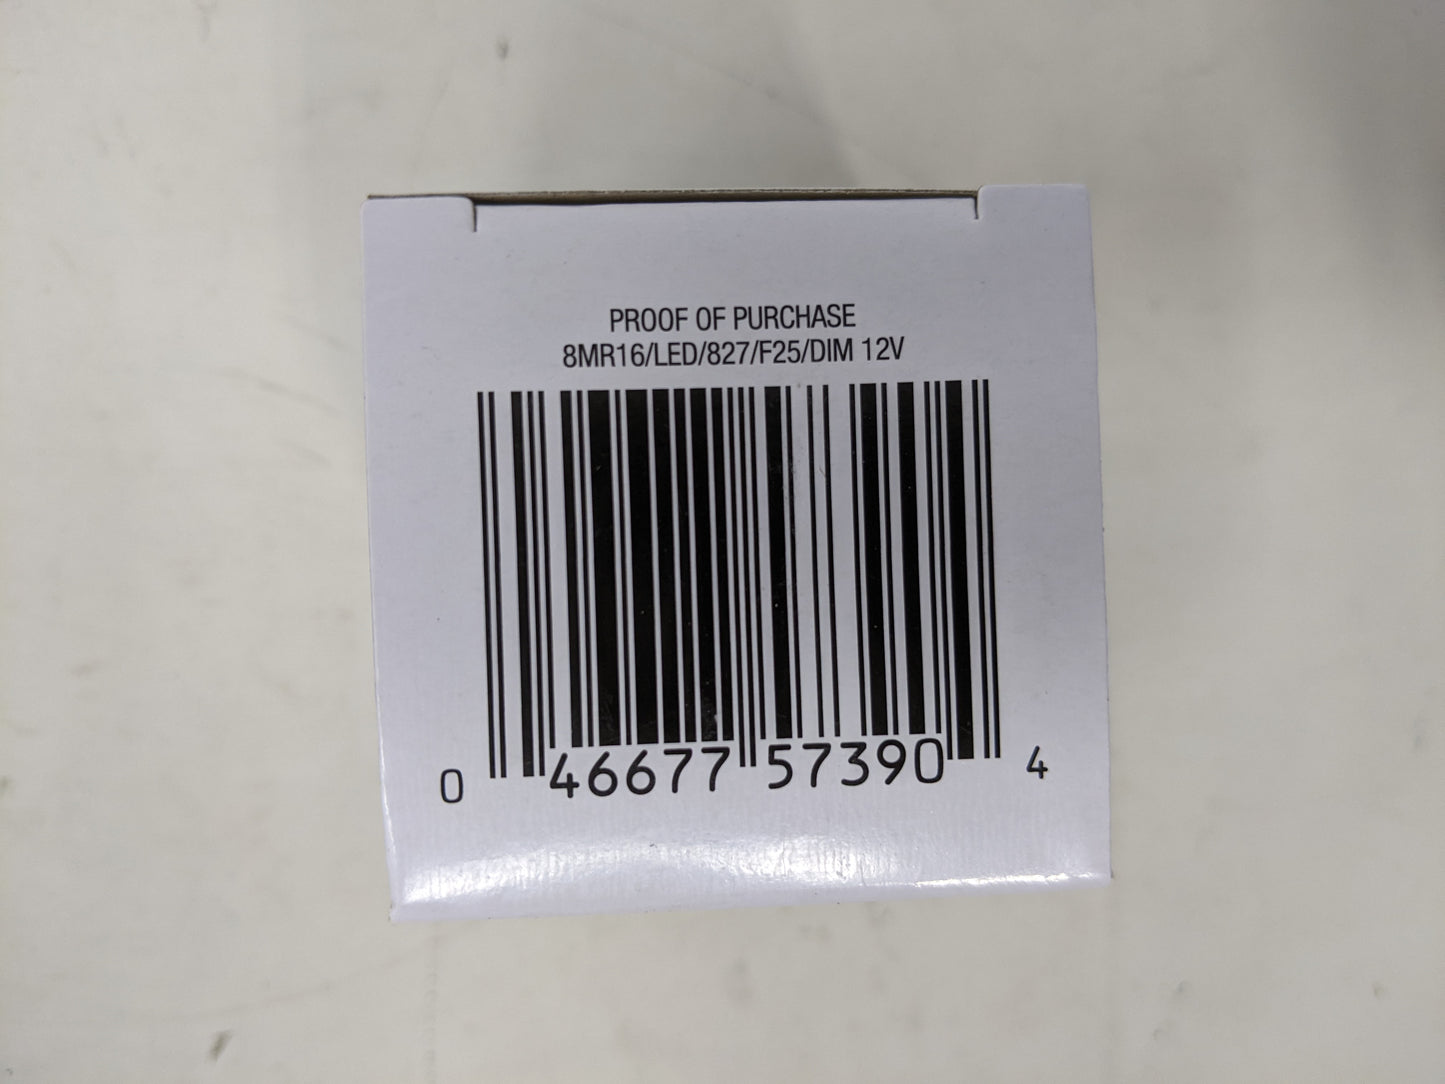 PROOF OF PURCHASE
8MR16/LED/827/F25/DIM 12V
0 46677 57390 4